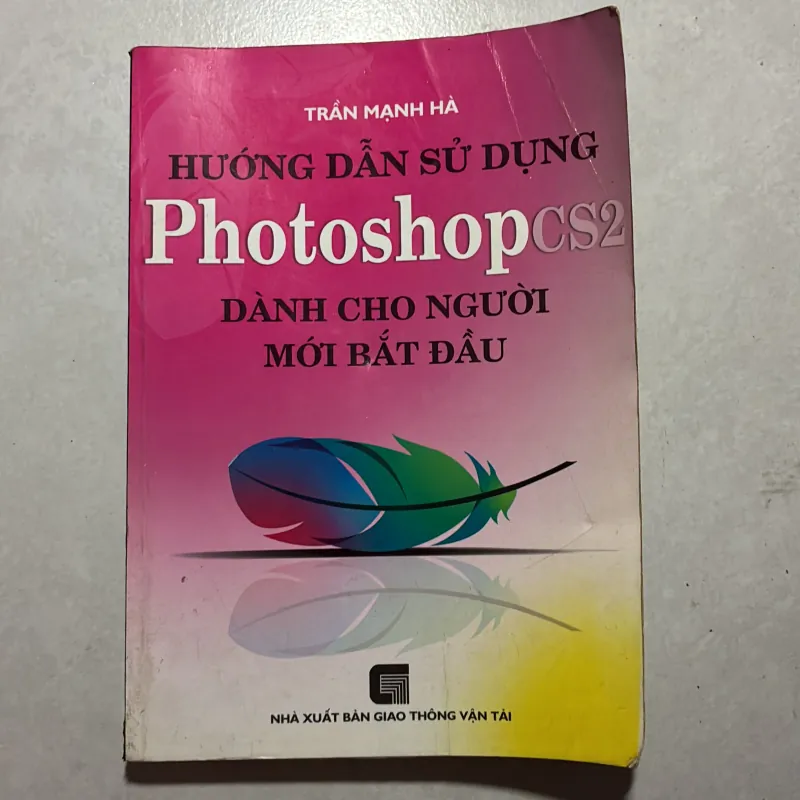 TRẦN MẠNH HÀ
HƯỚNG DẪN SỬ DỤNG
PhotoshopCS2
DÀNH CHO NGƯỜI
MỚI BẮT ĐẦU
NHÀ XUẤT BẢN GIAO THÔNG VẬN TẢI